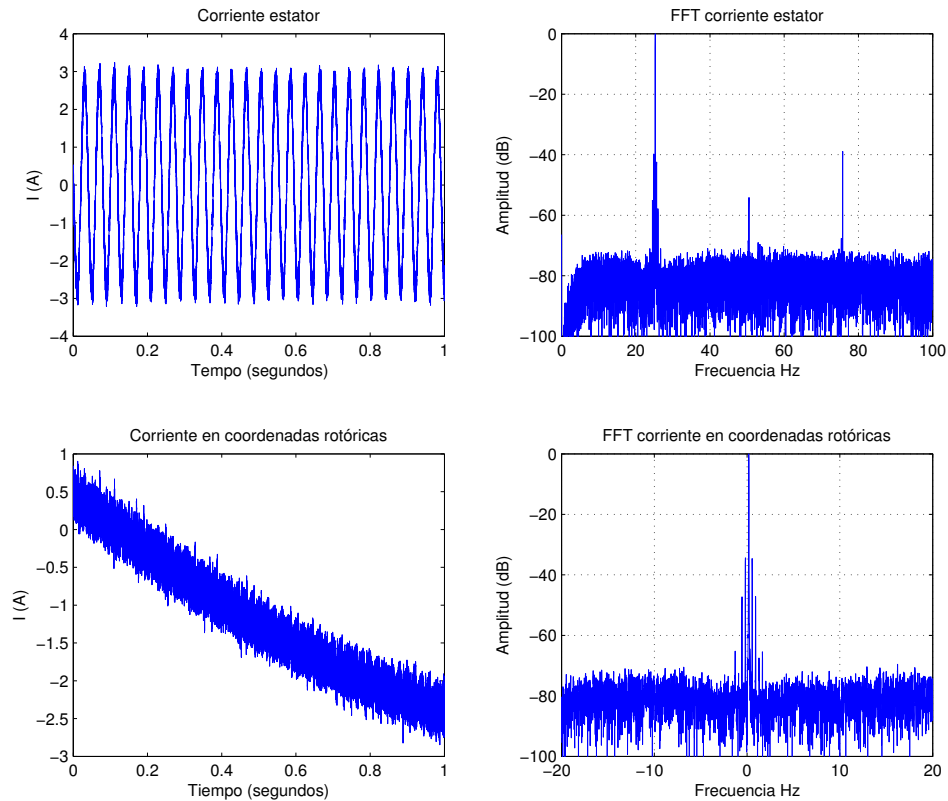 Corriente estator
4
3
2
1
0
−1
−2
−3
−4
I (A)
0 0.2 0.4 0.6 0.8 1
Tempo (segundos)
FFT corriente estator
0
−20
−40
−60
−80
−100
Amplitud (dB)
0 20 40 60 80 100
Frecuencia Hz
Corriente en coordenadas rotóricas
1
0.5
0
−0.5
−1
−1.5
−2
−2.5
−3
I (A)
0 0.2 0.4 0.6 0.8 1
Tiempo (segundos)
FFT corriente en coordenadas rotóricas
0
−20
−40
−60
−80
−100
Amplitud (dB)
−20 −10 0 10 20
Frecuencia Hz